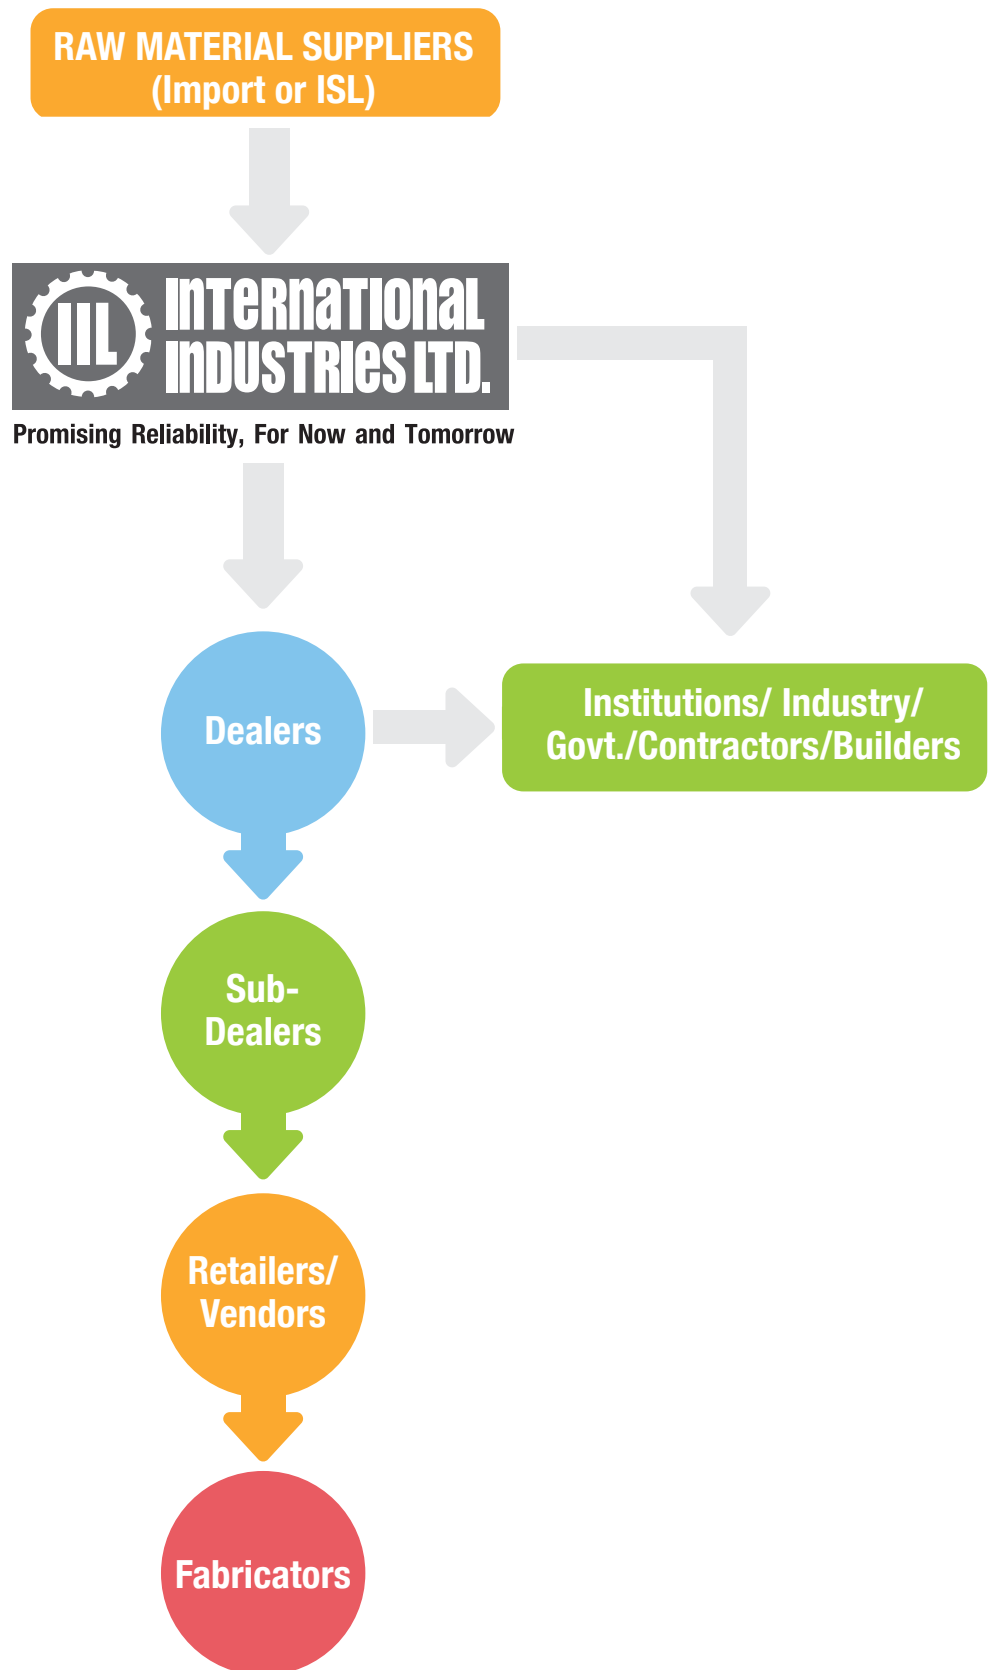 RAW MATERIAL SUPPLIERS
(Import or ISL)
IIL
INTERNATIONAL
INDUSTRIES LTD.
Promising Reliability, For Now and Tomorrow
Dealers
Institutions/ Industry/
Govt./Contractors/Builders
Sub-
Dealers
Retailers/
Vendors
Fabricators